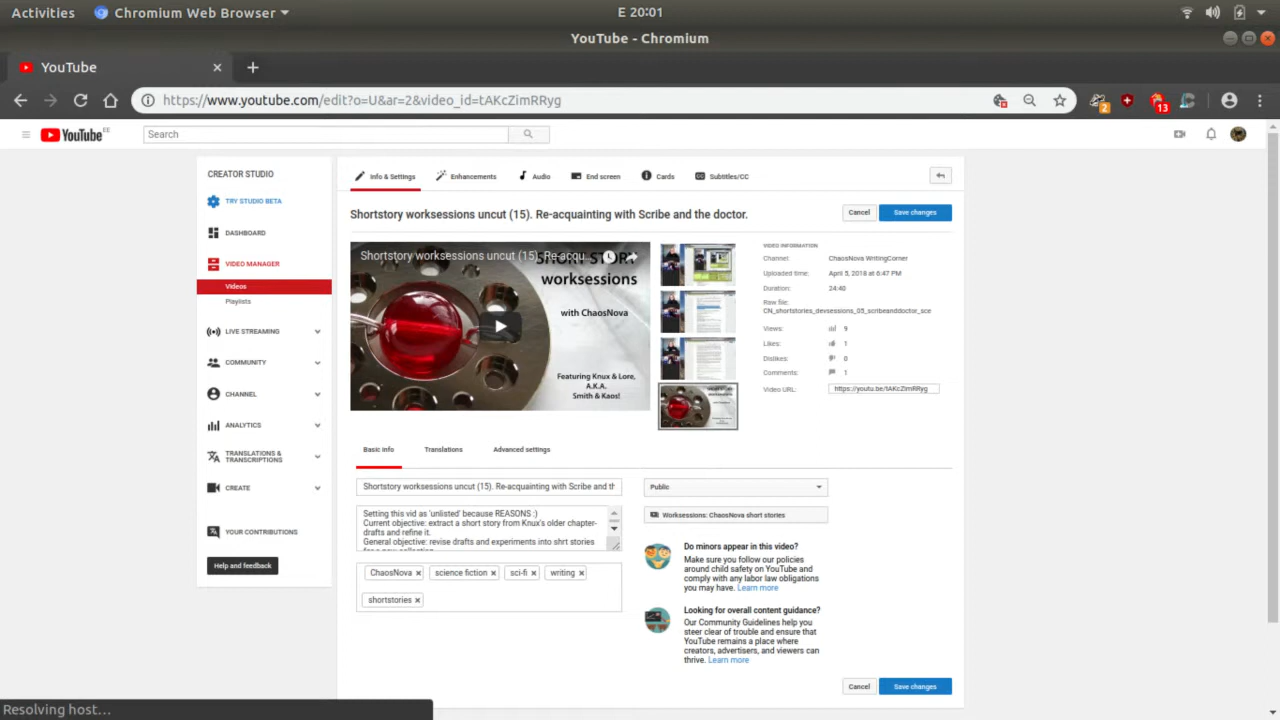 Activities Chromium Web Browser E 20:01
YouTube - Chromium
YouTube
https://www.youtube.com/edit?o=U&ar=2&video_id=tAKcZimRRyg 2 13
YouTube EE Search
CREATOR STUDIO
TRY STUDIO BETA
DASHBOARD
VIDEO MANAGER
Videos
Playlists
LIVE STREAMING
COMMUNITY
CHANNEL
ANALYTICS
TRANSLATIONS &
TRANSCRIPTIONS
CREATE
YOUR CONTRIBUTIONS
Help and feedback
Info & Settings Enhancements Audio End screen Cards CC Subtitles/CC
Shortstory worksessions uncut (15). Re-acquainting with Scribe and the doctor.
Cancel Save changes
Shortstory worksessions uncut (15). Re-acqu...
worksessions
with ChaosNova
Featuring Knux & Lore,
A.K.A.
Smith & Kaos!
VIDEO INFORMATION
Channel: ChaosNova WritingCorner
Uploaded time: April 5, 2018 at 6:47 PM
Duration: 24:40
Raw file:
CN_shortstories_devsessions_05_scribeanddoctor_sce
Views: 9
Likes: 1
Dislikes: 0
Comments: 1
Video URL: https://youtu.be/tAKcZimRRyg
Basic info Translations Advanced settings
Shortstory worksessions uncut (15). Re-acquainting with Scribe and th
Setting this vid as 'unlisted' because REASONS :)
Current objective: extract a short story from Knux's older chapter-
drafts and refine it.
General objective: revise drafts and experiments into shrt stories
for a new collection.
ChaosNova × science fiction × sci-fi × writing ×
shortstories ×
Public
Worksessions: ChaosNova short stories
Do minors appear in this video?
Make sure you follow our policies
around child safety on YouTube and
comply with any labor law obligations
you may have. Learn more
Looking for overall content guidance?
Our Community Guidelines help you
steer clear of trouble and ensure that
YouTube remains a place where
creators, advertisers, and viewers can
thrive. Learn more
Cancel Save changes
Resolving host...